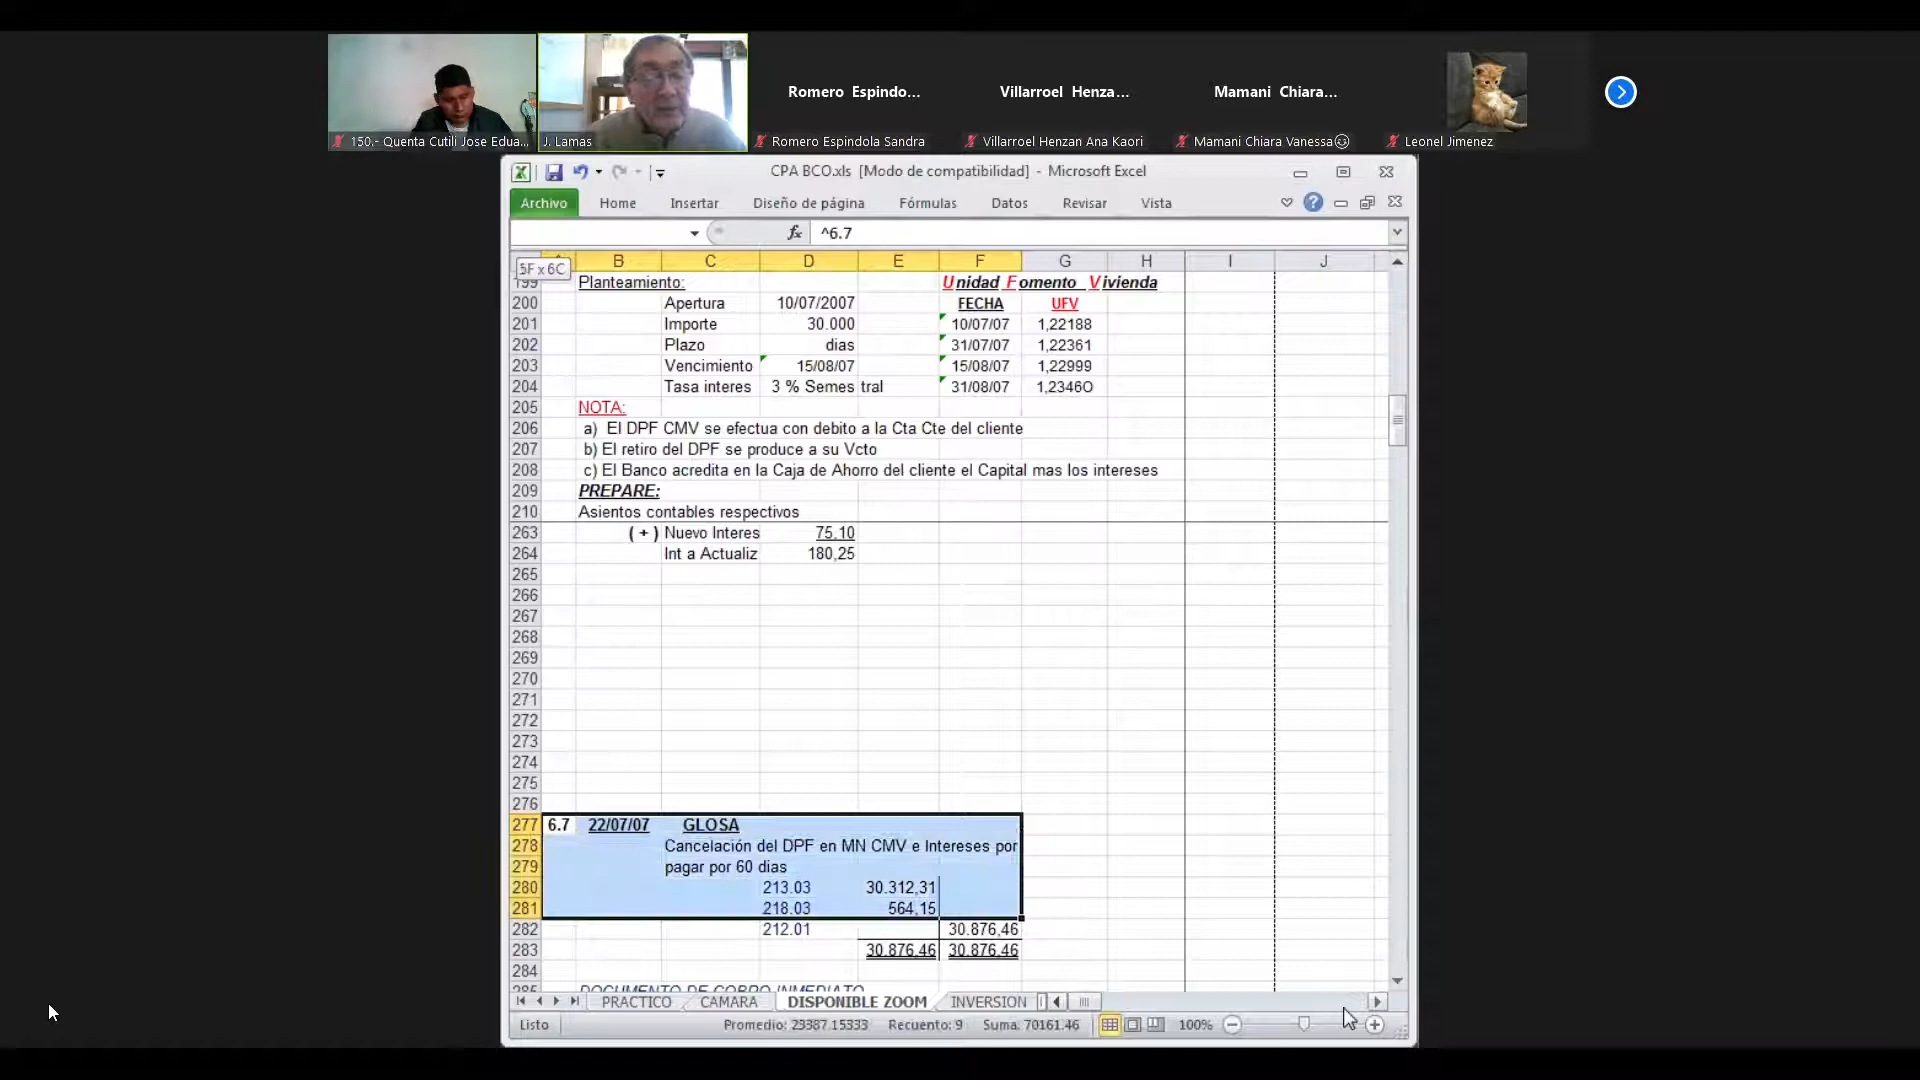 Romero Espindo...
Villarroel Henza...
Mamani Chiara...
150.- Quenta Cutili Jose Edua...
J. Lamas
Romero Espindola Sandra
Villarroel Henzan Ana Kaori
Mamani Chiara Vanessa☺
Leonel Jimenez
CPA BCO.xls [Modo de compatibilidad] - Microsoft Excel
Archivo Home Insertar Diseño de página Fórmulas Datos Revisar Vista
fx ^6.7
5F x 6C B C D E F G H I J
199 Planteamiento: Unidad Fomento Vivienda
200 Apertura 10/07/2007 FECHA UFV
201 Importe 30.000 10/07/07 1,22188
202 Plazo dias 31/07/07 1,22361
203 Vencimiento 15/08/07 15/08/07 1,22999
204 Tasa interes 3 % Semes tral 31/08/07 1,2346O
205 NOTA:
206 a) El DPF CMV se efectua con debito a la Cta Cte del cliente
207 b) El retiro del DPF se produce a su Vcto
208 c) El Banco acredita en la Caja de Ahorro del cliente el Capital mas los intereses
209 PREPARE:
210 Asientos contables respectivos
263 ( + ) Nuevo Interes 75,10
264 Int a Actualiz 180,25
265
266
267
268
269
270
271
272
273
274
275
276
277 6.7 22/07/07 GLOSA
278 Cancelación del DPF en MN CMV e Intereses por
279 pagar por 60 dias
280 213.03 30.312,31
281 218.03 564,15
282 212.01 30.876,46
283 30.876,46 30.876,46
284
285 DOCUMENTO DE COBRO INMEDIATO
PRACTICO CAMARA DISPONIBLE ZOOM INVERSION
Listo Promedio: 23387.15333 Recuento: 9 Suma: 70161.46 100%